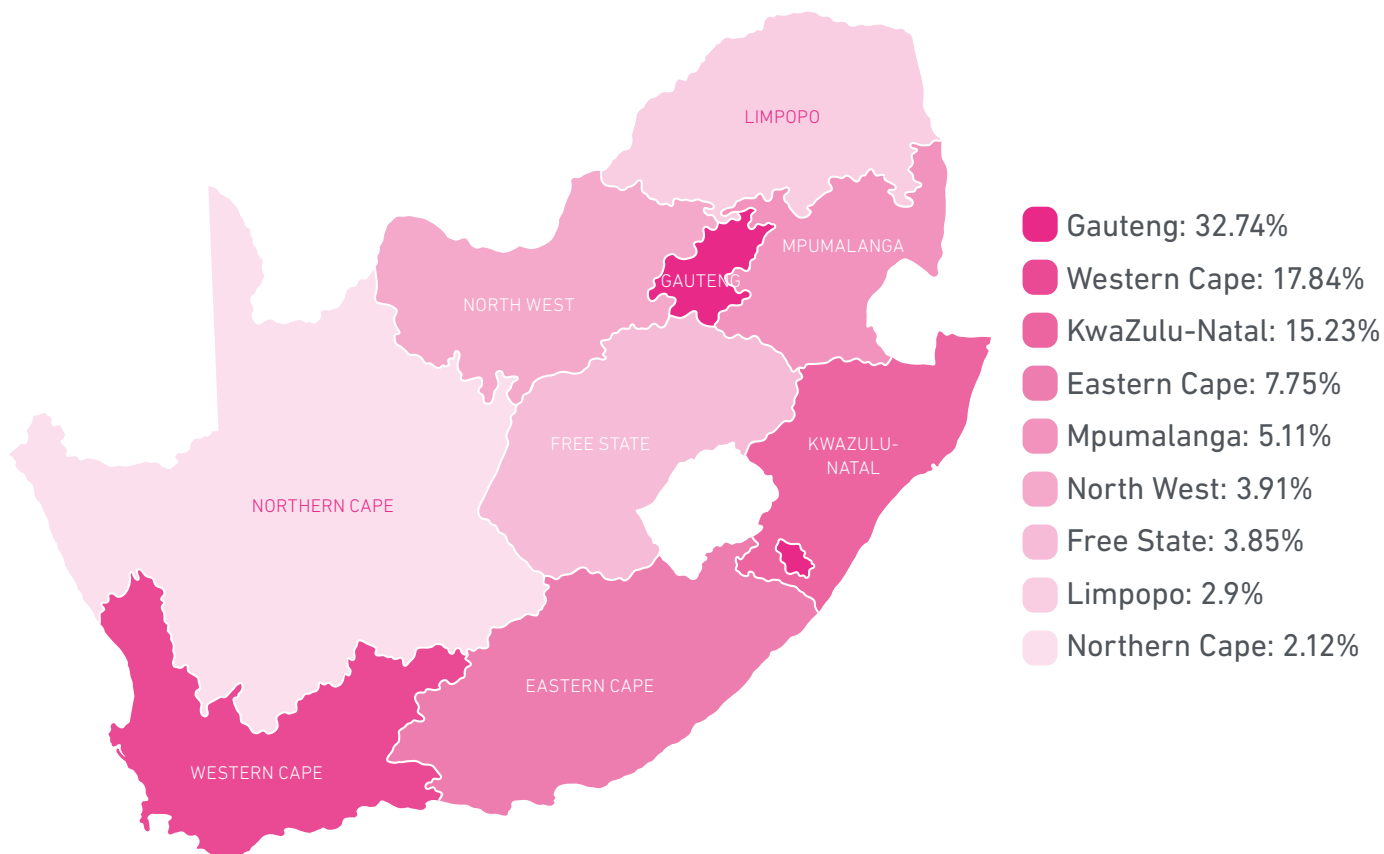 LIMPOPO
MPUMALANGA
GAUTENG
NORTH WEST
FREE STATE
KWAZULU-
NATAL
NORTHERN CAPE
EASTERN CAPE
WESTERN CAPE
Gauteng: 32.74%
Western Cape: 17.84%
KwaZulu-Natal: 15.23%
Eastern Cape: 7.75%
Mpumalanga: 5.11%
North West: 3.91%
Free State: 3.85%
Limpopo: 2.9%
Northern Cape: 2.12%